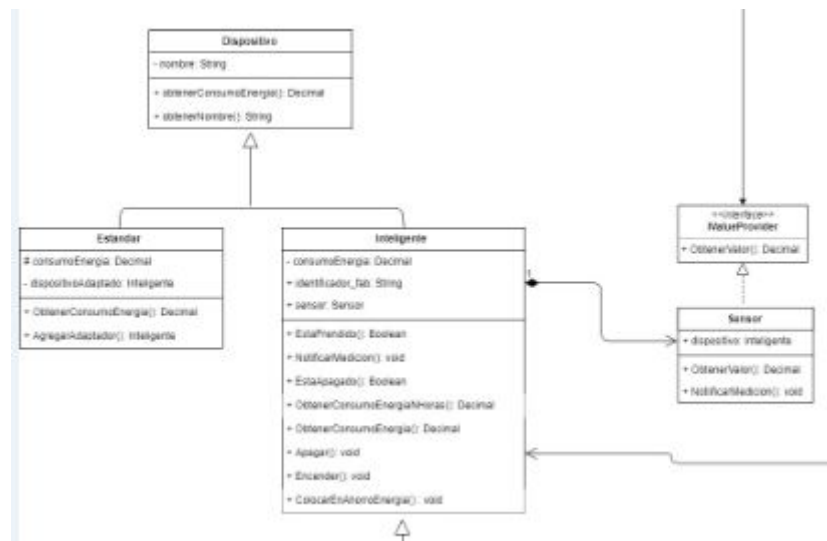 Dispositivo
- nombre: String
+ obtenerConsumoEnergia(): Decimal
+ obtenerNombre(): String
Estandar
# consumoEnergia: Decimal
- dispositivoAdaptado: Inteligente
+ ObtenerConsumoEnergia(): Decimal
+ AgregarAdaptador(): Inteligente
Inteligente
- consumoEnergia: Decimal
+ identificador_fab: String
+ sensor: Sensor
+ EstaPrendido(): Boolean
+ NotificarMedicion(): void
+ EstaApagado(): Boolean
+ ObtenerConsumoEnergiaNHoras(): Decimal
+ ObtenerConsumoEnergia(): Decimal
+ Apagar(): void
+ Encender(): void
+ ColocarEnAhorroEnergia(): void
1
<<Interface>>
IValueProvider
+ ObtenerValor(): Decimal
Sensor
+ dispositivo: Inteligente
+ ObtenerValor(): Decimal
+ NotificarMedicion(): void